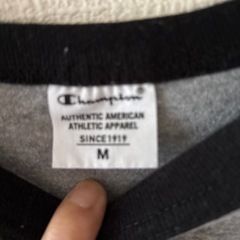 Champion
AUTHENTIC AMERICAN
ATHLETIC APPAREL
SINCE 1919
M